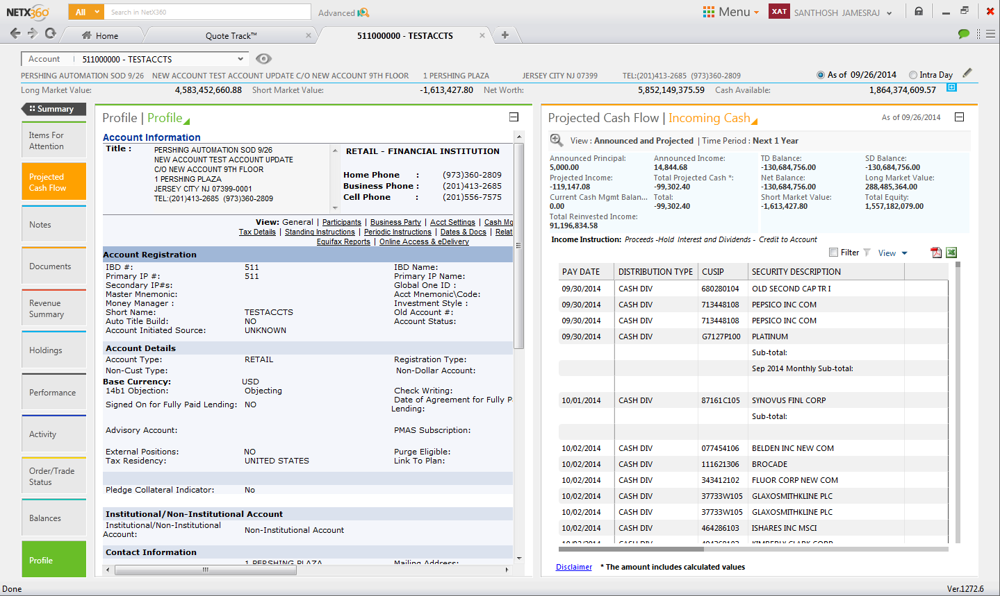 NETX360°
All
Search in NetX360
Advanced
Menu
XAT
SANTHOSH JAMESRAJ
Home
Quote Track™
511000000 - TESTACCTS
Account
511000000 - TESTACCTS
PERSHING AUTOMATION SOD 9/26 NEW ACCOUNT TEST ACCOUNT UPDATE C/O NEW ACCOUNT 9TH FLOOR 1 PERSHING PLAZA JERSEY CITY NJ 07399 TEL:(201)413-2685 (973)360-2809
As of 09/26/2014 Intra Day
Long Market Value: 4,583,452,660.88 Short Market Value: -1,613,427.80 Net Worth: 5,852,149,375.59 Cash Available: 1,864,374,609.57
Summary
Items For
Attention
Projected
Cash Flow
Notes
Documents
Revenue
Summary
Holdings
Performance
Activity
Order/Trade
Status
Balances
Profile
Profile | Profile
Account Information
Title :
PERSHING AUTOMATION SOD 9/26
NEW ACCOUNT TEST ACCOUNT UPDATE
C/O NEW ACCOUNT 9TH FLOOR
1 PERSHING PLAZA
JERSEY CITY NJ 07399-0001
TEL:(201)413-2685 (973)360-2809
RETAIL - FINANCIAL INSTITUTION
Home Phone : (973)360-2809
Business Phone : (201)413-2685
Cell Phone : (201)556-7575
View: General | Participants | Business Party | Acct Settings | Cash Mo
Tax Details | Standing Instructions | Periodic Instructions | Dates & Docs | Relat
Equifax Reports | Online Access & eDelivery
Account Registration
IBD #: 511 IBD Name:
Primary IP #: 511 Primary IP Name:
Secondary IP#s: Global One ID :
Master Mnemonic: Acct Mnemonic\Code:
Money Manager : Investment Style :
Short Name: TESTACCTS Old Account #:
Auto Title Build: NO Account Status:
Account Initiated Source: UNKNOWN
Account Details
Account Type: RETAIL Registration Type:
Non-Cust Type: Non-Dollar Account:
Base Currency: USD
14b1 Objection: Objecting Check Writing:
Signed On for Fully Paid Lending: NO Date of Agreement for Fully P
Lending:
Advisory Account: PMAS Subscription:
External Positions: NO Purge Eligible:
Tax Residency: UNITED STATES Link To Plan:
Pledge Collateral Indicator: No
Institutional/Non-Institutional Account
Institutional/Non-Institutional
Account:
Non-Institutional Account
Contact Information
1 PERSHING PLAZA Mailing Address:
Projected Cash Flow | Incoming Cash
As of 09/26/2014
View : Announced and Projected | Time Period : Next 1 Year
Announced Principal: Announced Income: TD Balance: SD Balance:
5,000.00 14,844.68 -130,684,756.00 -130,684,756.00
Projected Income: Total Projected Cash *: Net Balance: Long Market Value:
-119,147.08 -99,302.40 -130,684,756.00 288,485,364.00
Current Cash Mgmt Balan... Total: Short Market Value: Total Equity:
0.00 -99,302.40 -1,613,427.80 1,557,182,079.00
Total Reinvested Income:
91,196,834.58
Income Instruction: Proceeds -Hold Interest and Dividends - Credit to Account
Filter View
PAY DATE DISTRIBUTION TYPE CUSIP SECURITY DESCRIPTION
09/30/2014 CASH DIV 680280104 OLD SECOND CAP TR I
09/30/2014 CASH DIV 713448108 PEPSICO INC COM
09/30/2014 CASH DIV 713448108 PEPSICO INC COM
09/30/2014 CASH DIV G7127P100 PLATINUM
Sub-total:
Sep 2014 Monthly Sub-total:
10/01/2014 CASH DIV 87161C105 SYNOVUS FINL CORP
Sub-total:
10/02/2014 CASH DIV 077454106 BELDEN INC NEW COM
10/02/2014 CASH DIV 111621306 BROCADE
10/02/2014 CASH DIV 343412102 FLUOR CORP NEW COM
10/02/2014 CASH DIV 37733W105 GLAXOSMITHKLINE PLC
10/02/2014 CASH DIV 37733W105 GLAXOSMITHKLINE PLC
10/02/2014 CASH DIV 464286103 ISHARES INC MSCI
10/02/2014 CASH DIV 494368103 KIMBERLY CLARK CORP
Disclaimer * The amount includes calculated values
Done
Ver.1272.6